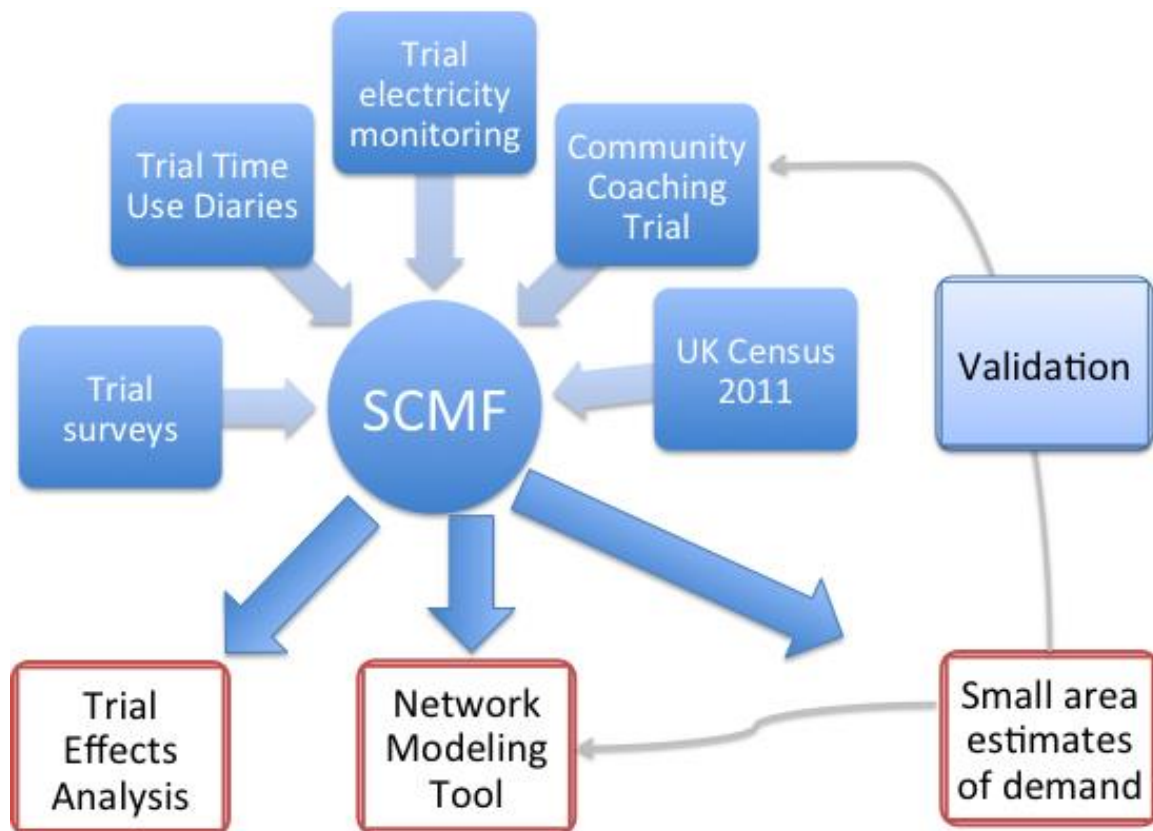 Trial
electricity
monitoring
Trial Time
Use Diaries
Community
Coaching
Trial
Trial
surveys
SCMF
UK Census
2011
Validation
Trial
Effects
Analysis
Network
Modeling
Tool
Small area
estimates
of demand